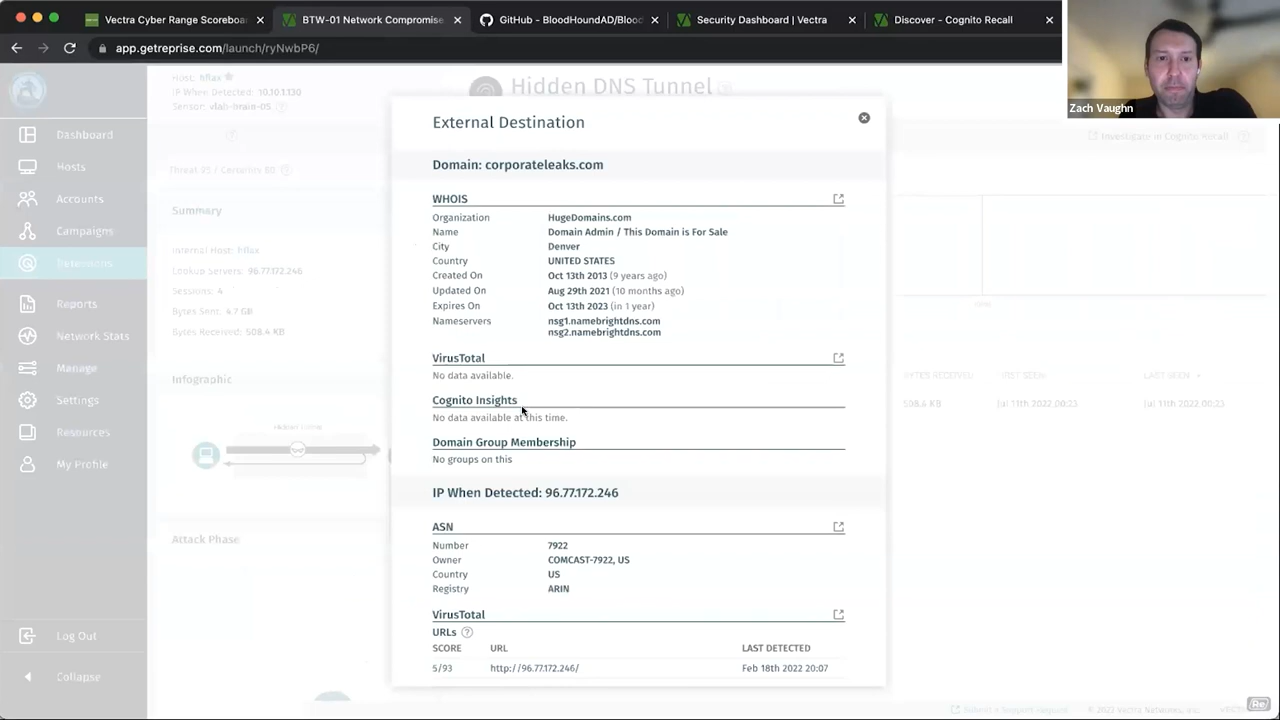 Vectra Cyber Range Scoreboa
BTW-01 Network Compromise
GitHub - BloodHoundAD/Blood
Security Dashboard | Vectra
Discover - Cognito Recall
app.getreprise.com/launch/ryNwbP6/
Zach Vaughn
Host: hflax
IP When Detected: 10.10.1.130
Sensor: vlab-brain-05
Hidden DNS Tunnel
Investigate in Cognito Recall
Threat 95 / Certainty 80
Dashboard
Hosts
Accounts
Campaigns
Detections
Reports
Network Stats
Manage
Settings
Resources
My Profile
Log Out
Collapse
Summary
Internal Host: hflax
Lookup Servers: 96.77.172.246
Sessions: 4
Bytes Sent: 4.7 GB
Bytes Received: 508.4 KB
Infographic
Attack Phase
External Destination
Domain: corporateleaks.com
WHOIS
Organization HugeDomains.com
Name Domain Admin / This Domain is For Sale
City Denver
Country UNITED STATES
Created On Oct 13th 2013 (9 years ago)
Updated On Aug 29th 2021 (10 months ago)
Expires On Oct 13th 2023 (in 1 year)
Nameservers nsg1.namebrightdns.com
nsg2.namebrightdns.com
VirusTotal
No data available.
Cognito Insights
No data available at this time.
Domain Group Membership
No groups on this
IP When Detected: 96.77.172.246
ASN
Number 7922
Owner COMCAST-7922, US
Country US
Registry ARIN
VirusTotal
URLs ?
SCORE URL LAST DETECTED
5/93 http://96.77.172.246/ Feb 18th 2022 20:07
BYTES RECEIVED FIRST SEEN LAST SEEN
508.4 KB Jul 11th 2022 00:23 Jul 11th 2022 00:23
Submit a Support Request
Re